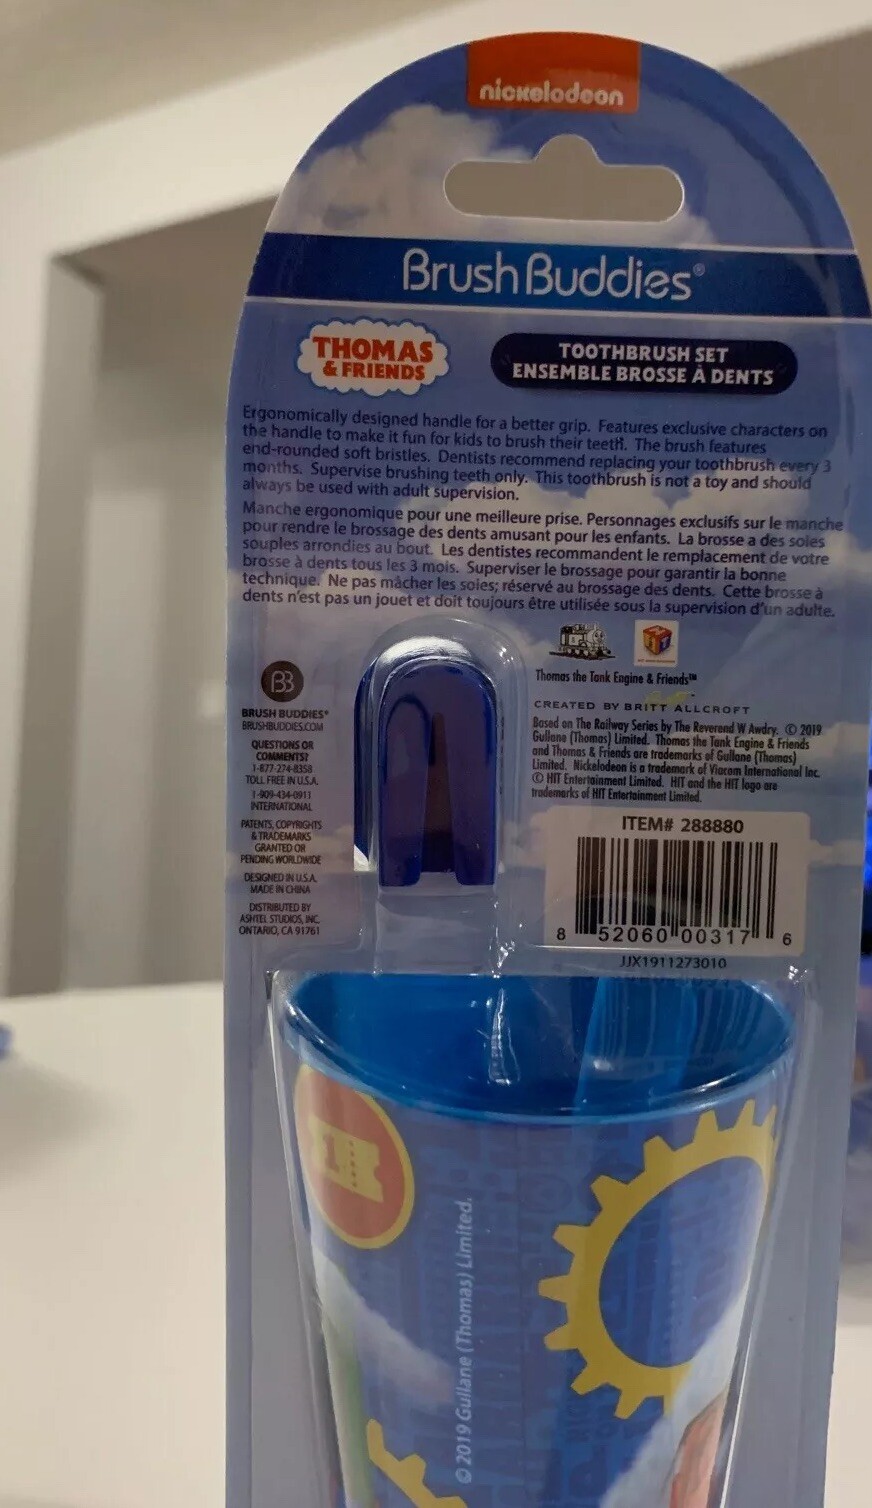 nickelodeon
BrushBuddies®
THOMAS
& FRIENDS
TOOTHBRUSH SET
ENSEMBLE BROSSE À DENTS
Ergonomically designed handle for a better grip. Features exclusive characters on
the handle to make it fun for kids to brush their teeth. The brush features
end-rounded soft bristles. Dentists recommend replacing your toothbrush every 3
months. Supervise brushing teeth only. This toothbrush is not a toy and should
always be used with adult supervision.
Manche ergonomique pour une meilleure prise. Personnages exclusifs sur le manche
pour rendre le brossage des dents amusant pour les enfants. La brosse a des soies
souples arrondies au bout. Les dentistes recommandent le remplacement de votre
brosse à dents tous les 3 mois. Superviser le brossage pour garantir la bonne
technique. Ne pas mâcher les soies; réservé au brossage des dents. Cette brosse à
dents n'est pas un jouet et doit toujours être utilisée sous la supervision d'un adulte.
BB
BRUSH BUDDIES®
BRUSHBUDDIES.COM
QUESTIONS OR
COMMENTS?
1-877-274-8358
TOLL FREE IN U.S.A.
1-909-434-0911
INTERNATIONAL
PATENTS, COPYRIGHTS
& TRADEMARKS
GRANTED OR
PENDING WORLDWIDE
DESIGNED IN U.S.A.
MADE IN CHINA
DISTRIBUTED BY
ASHTEL STUDIOS, INC.
ONTARIO, CA 91761
Thomas the Tank Engine & Friends™
CREATED BY BRITT ALLCROFT
Based on The Railway Series by The Reverend W Awdry. © 2019
Gullane (Thomas) Limited. Thomas the Tank Engine & Friends
and Thomas & Friends are trademarks of Gullane (Thomas)
Limited. Nickelodeon is a trademark of Viacom International Inc.
© HIT Entertainment Limited. HIT and the HIT logo are
trademarks of HIT Entertainment Limited.
ITEM# 288880
8 52060 00317 6
JJX1911273010
1
©2019 Gullane (Thomas) Limited.